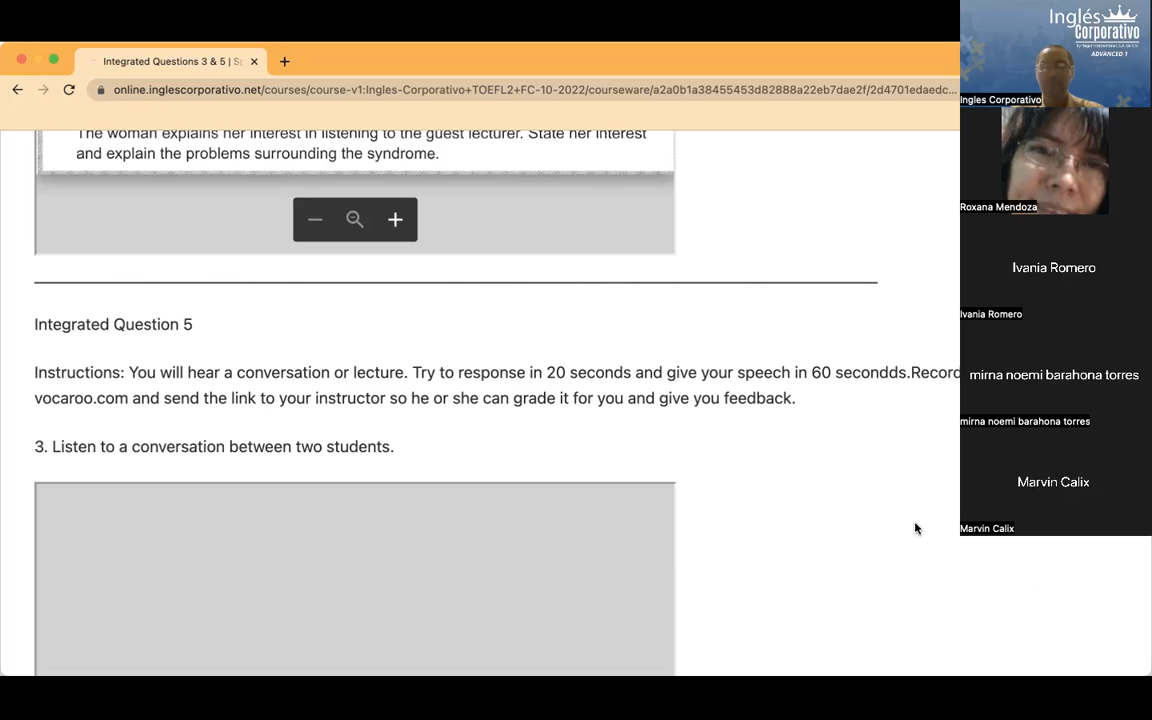 Integrated Questions 3 & 5 | Sp
online.inglescorporativo.net/courses/course-v1:Ingles-Corporativo+TOEFL2+FC-10-2022/courseware/a2a0b1a38455453d82888a22eb7dae2f/2d4701edaedc...
The woman explains her interest in listening to the guest lecturer. State her interest
and explain the problems surrounding the syndrome.
Integrated Question 5
Instructions: You will hear a conversation or lecture. Try to response in 20 seconds and give your speech in 60 secondds.Record
vocaroo.com and send the link to your instructor so he or she can grade it for you and give you feedback.
3. Listen to a conversation between two students.
Inglés
Corporativo
ADVANCED 1
Ingles Corporativo
Roxana Mendoza
Ivania Romero
Ivania Romero
mirna noemi barahona torres
mirna noemi barahona torres
Marvin Calix
Marvin Calix